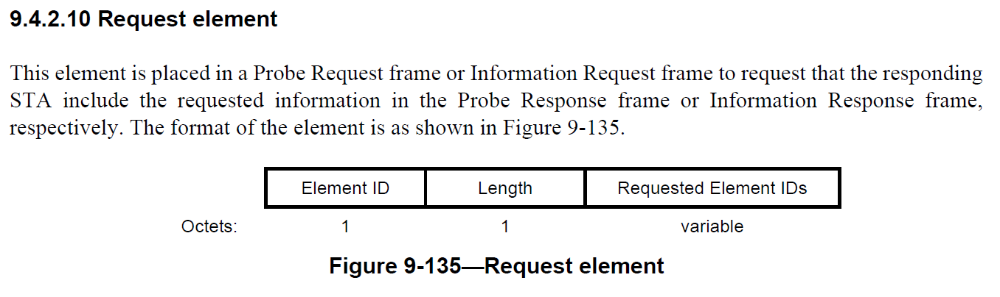 9.4.2.10 Request element
This element is placed in a Probe Request frame or Information Request frame to request that the responding
STA include the requested information in the Probe Response frame or Information Response frame,
respectively. The format of the element is as shown in Figure 9-135.
Element ID Length Requested Element IDs
Octets: 1 1 variable
Figure 9-135—Request element